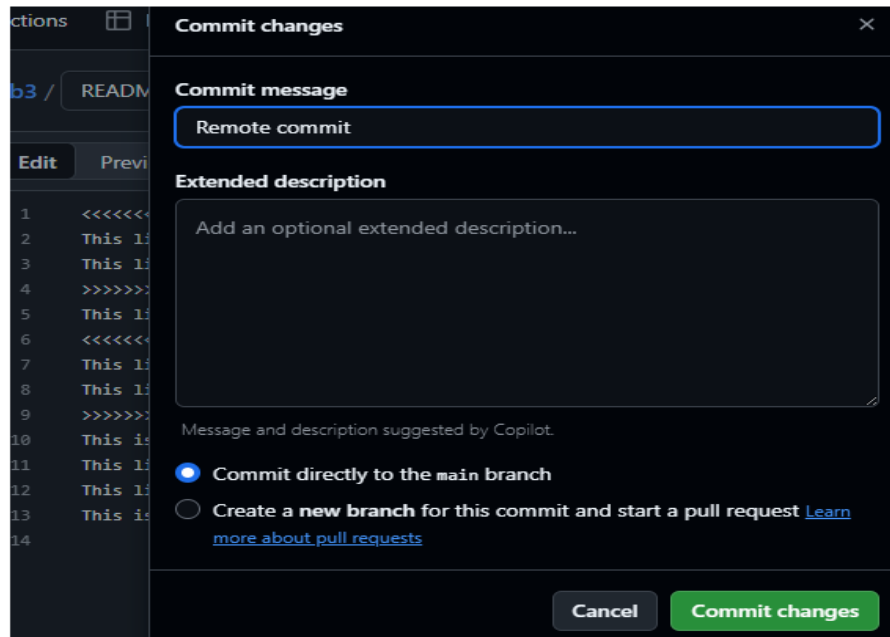 ctions
Commit changes
b3 / READM
Commit message
Remote commit
Edit Previ
Extended description
Add an optional extended description...
1 <<<<<<<
2 This li
3 This li
4 >>>>>>>
5 This li
6 <<<<<<<
7 This li
8 This li
9 >>>>>>>
10 This is
11 This li
12 This li
13 This is
14
Message and description suggested by Copilot.
Commit directly to the main branch
Create a new branch for this commit and start a pull request Learn
more about pull requests
Cancel Commit changes